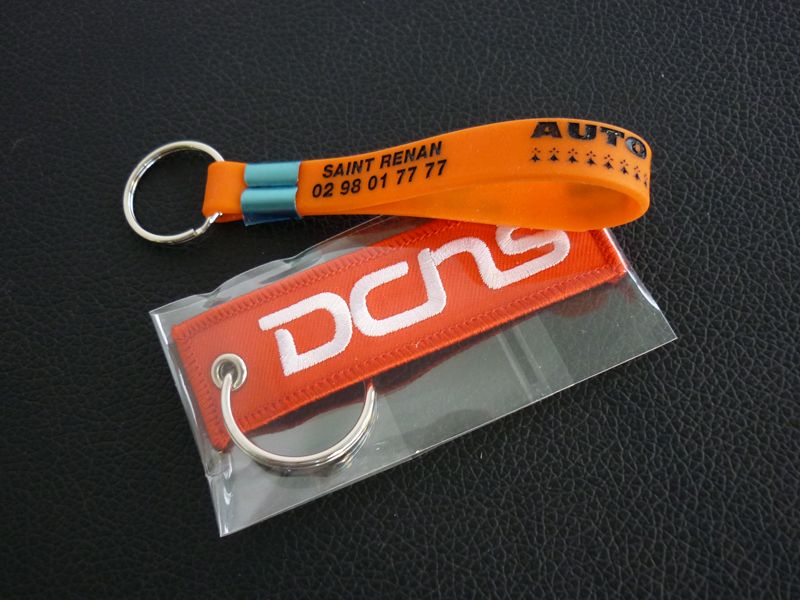 SAINT RENAN
02 98 01 77 77
AUTO
DCNS